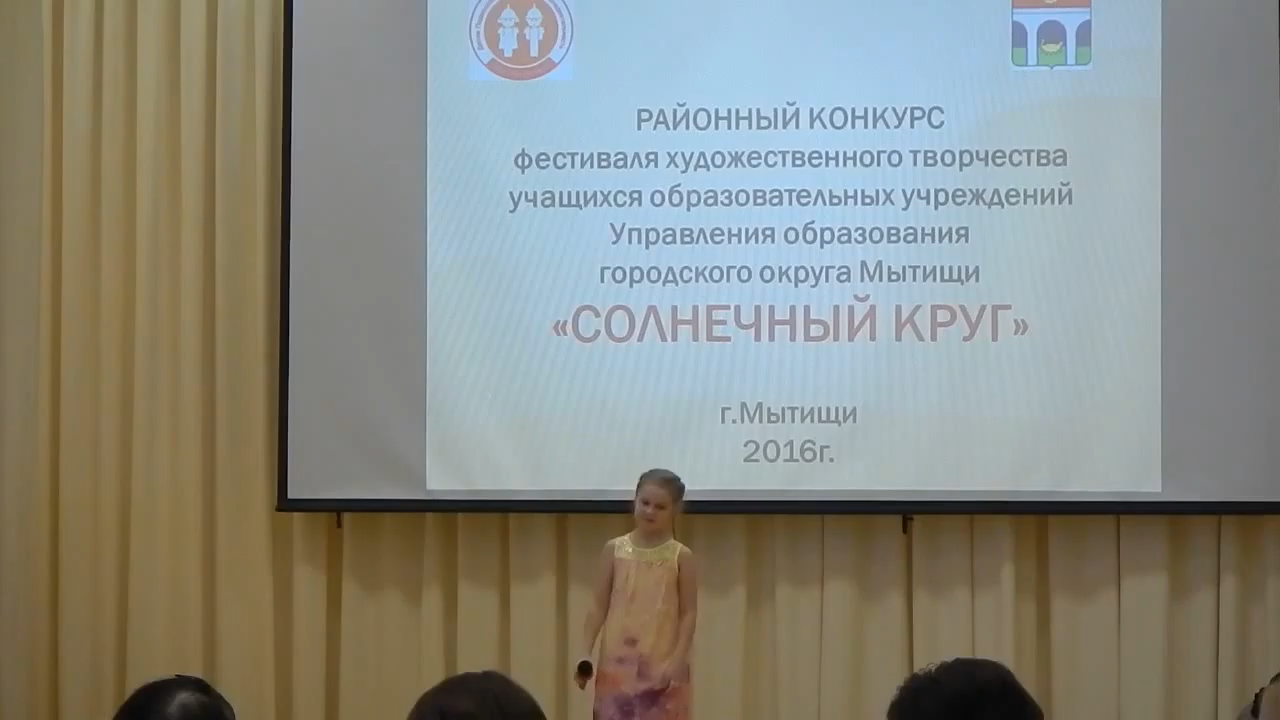 РАЙОННЫЙ КОНКУРС
фестиваля художественного творчества
учащихся образовательных учреждений
Управления образования
городского округа Мытищи
«СОЛНЕЧНЫЙ КРУГ»
г.Мытищи
2016г.